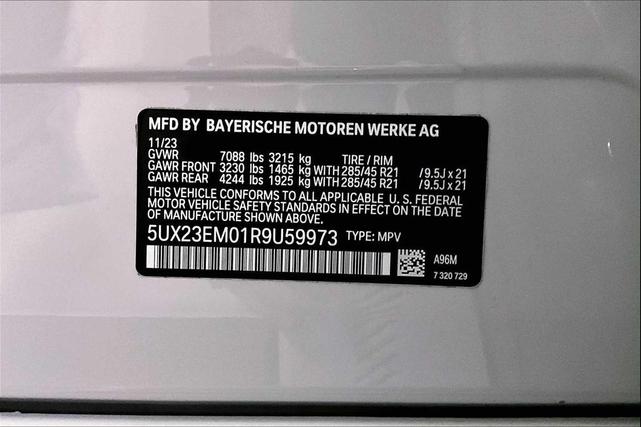 MFD BY BAYERISCHE MOTOREN WERKE AG
11/23
GVWR 7088 lbs 3215 kg TIRE / RIM
GAWR FRONT 3230 lbs 1465 kg WITH 285/45 R21 / 9.5J x 21
GAWR REAR 4244 lbs 1925 kg WITH 285/45 R21 / 9.5J x 21
THIS VEHICLE CONFORMS TO ALL APPLICABLE U. S. FEDERAL
MOTOR VEHICLE SAFETY STANDARDS IN EFFECT ON THE DATE
OF MANUFACTURE SHOWN ABOVE.
5UX23EM01R9U59973 TYPE: MPV
A96M
7 320 729